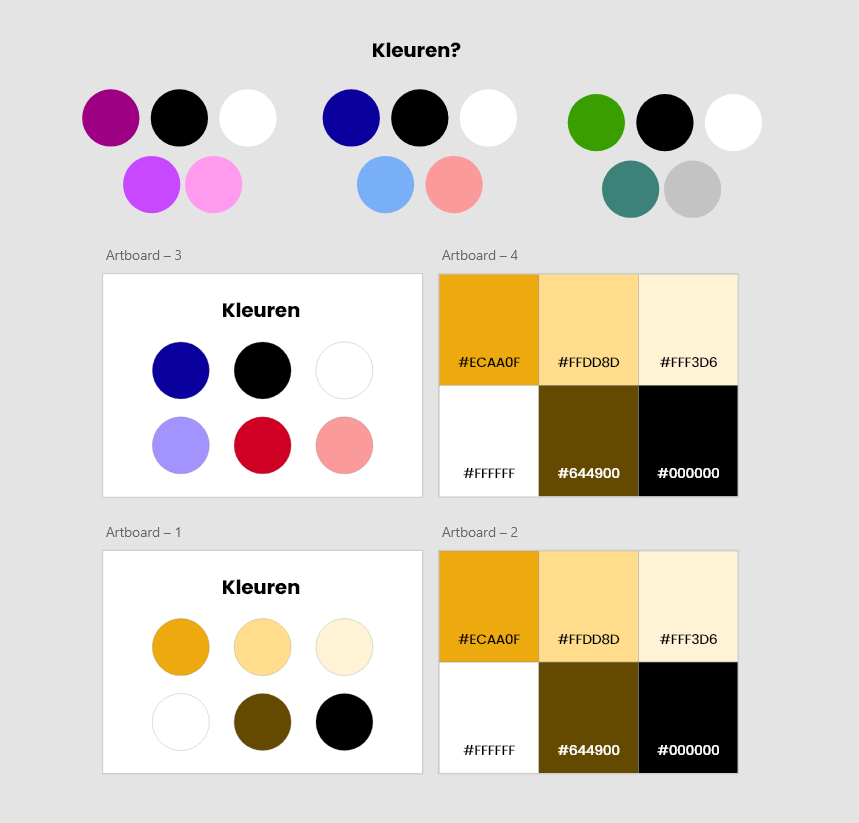 Kleuren?
Artboard – 3
Kleuren
Artboard – 4
#ECAA0F
#FFDD8D
#FFF3D6
#FFFFFF
#644900
#000000
Artboard – 1
Kleuren
Artboard – 2
#ECAA0F
#FFDD8D
#FFF3D6
#FFFFFF
#644900
#000000